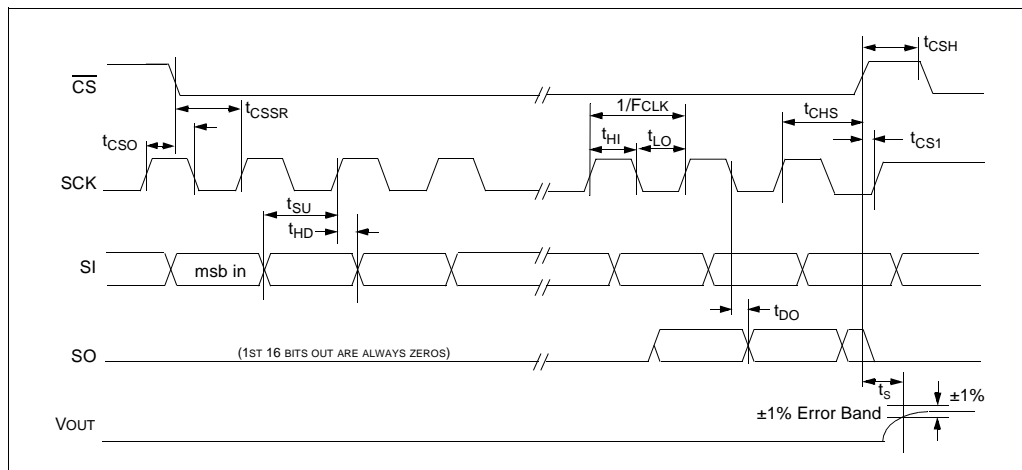 tCSH
CS
tCSSR
1/FCLK
tCHS
tCSO
tHI
tLO
tCS1
SCK
tSU
tHD
SI
msb in
tDO
SO
(1ST 16 BITS OUT ARE ALWAYS ZEROS)
tS
±1%
±1% Error Band
VOUT